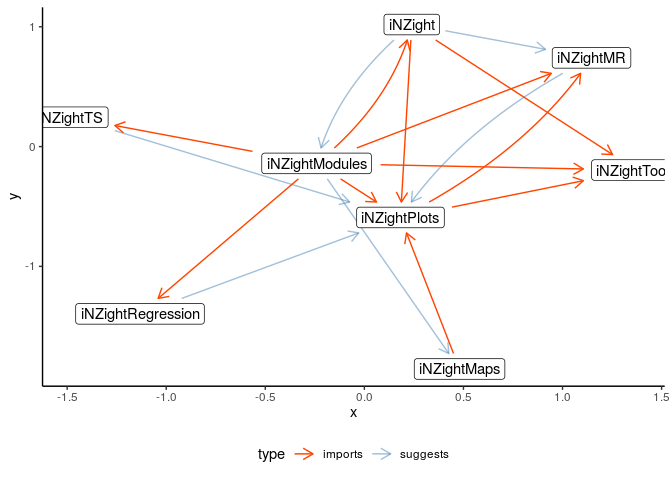 1
iNZight
iNZightMR
NZightTS
0
iNZightModules
iNZightToo
y
iNZightPlots
-1
iNZightRegression
iNZightMaps
-1.5 -1.0 -0.5 0.0 0.5 1.0 1.5
x
type imports suggests